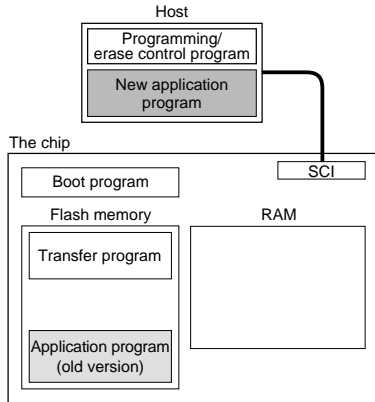 Host
Programming/
erase control program
New application
program
The chip
SCI
Boot program
Flash memory
RAM
Transfer program
Application program
(old version)